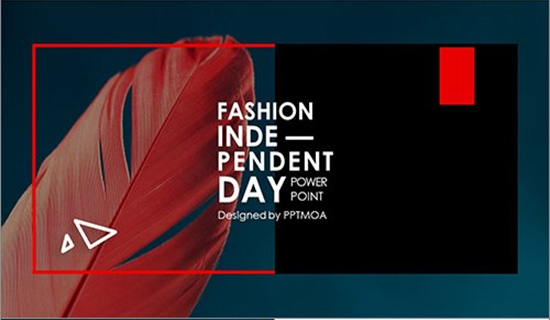 FASHION
INDE —
PENDENT
DAY POWER
POINT
Designed by PPTMOA